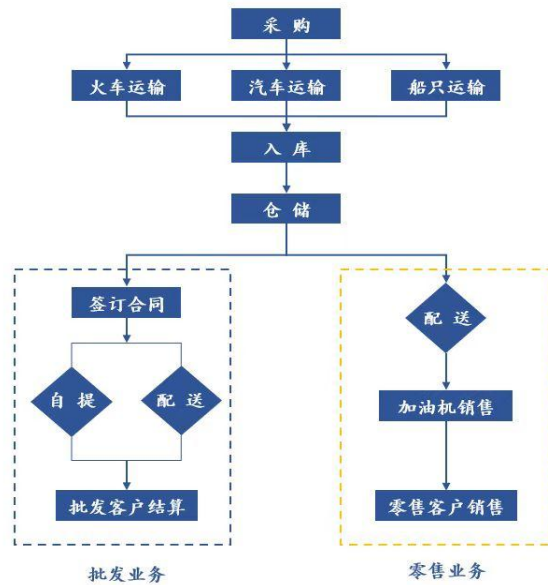 采 购
火车运输
汽车运输
船只运输
入 库
仓 储
签订合同
自 提
配 送
批发客户结算
批发业务
配 送
加油机销售
零售客户销售
零售业务